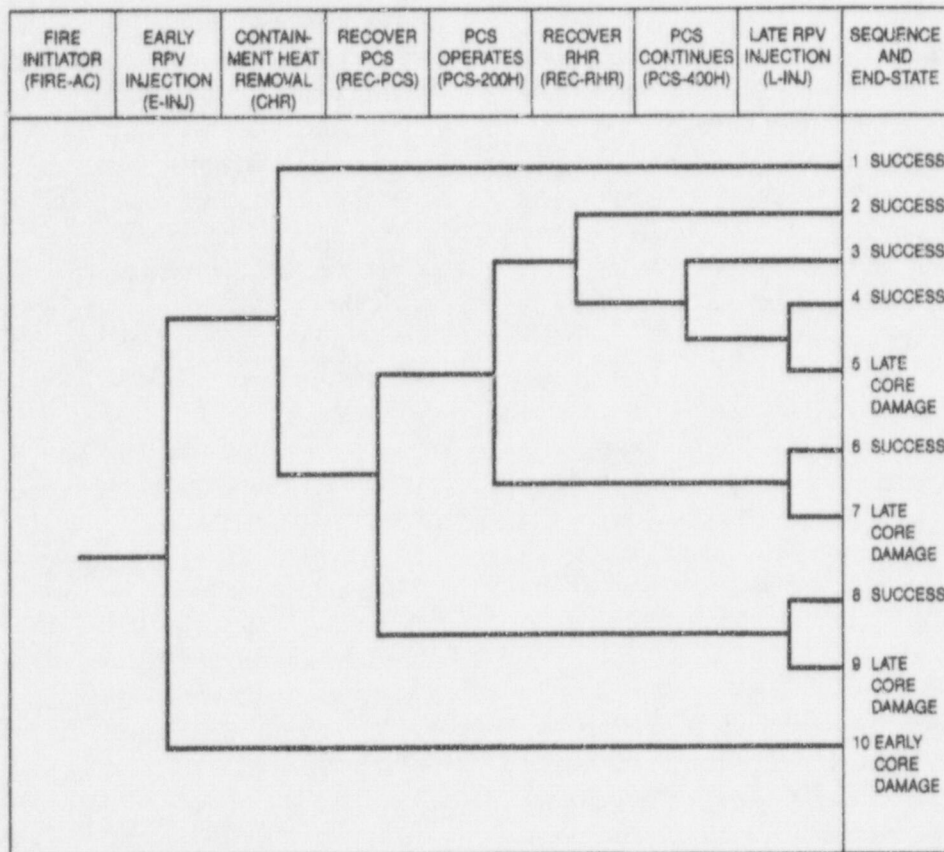 FIRE
INITIATOR
(FIRE-AC)
EARLY
RPV
INJECTION
(E-INJ)
CONTAIN-
MENT HEAT
REMOVAL
(CHR)
RECOVER
PCS
(REC-PCS)
PCS
OPERATES
(PCS-200H)
RECOVER
RHR
(REC-RHR)
PCS
CONTINUES
(PCS-400H)
LATE RPV
INJECTION
(L-INJ)
SEQUENCE
AND
END-STATE
1 SUCCESS
2 SUCCESS
3 SUCCESS
4 SUCCESS
5 LATE
CORE
DAMAGE
6 SUCCESS
7 LATE
CORE
DAMAGE
8 SUCCESS
9 LATE
CORE
DAMAGE
10 EARLY
CORE
DAMAGE